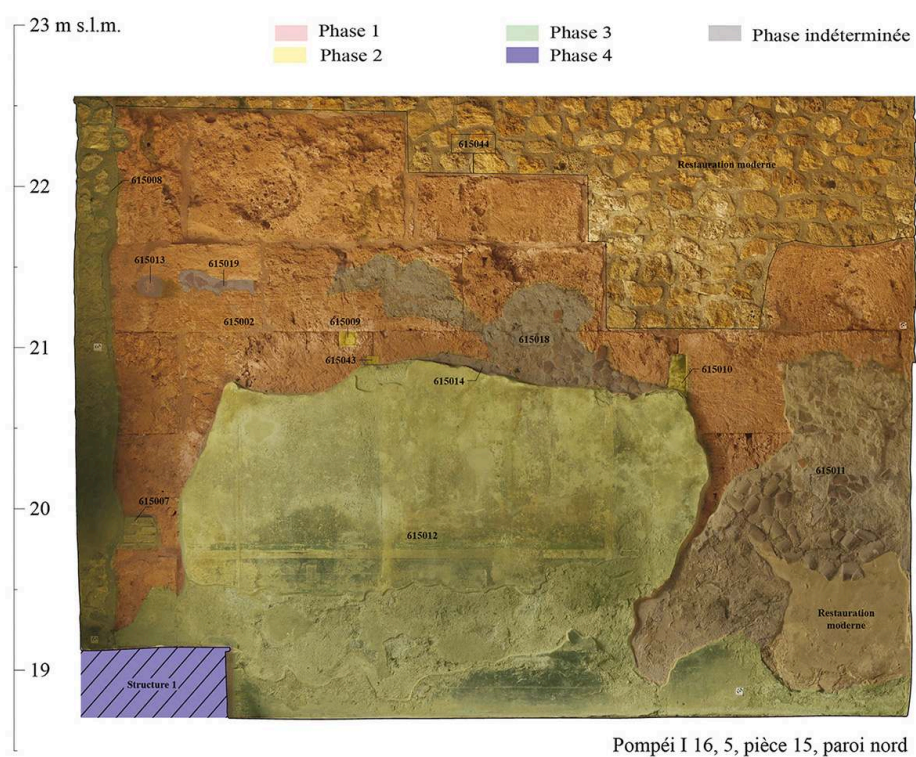 23 m s.l.m.
Phase 1
Phase 3
Phase indéterminée
Phase 2
Phase 4
615044
Restauration moderne
22
615008
615013
615019
615002
615009
615018
21
615043
615014
615010
615011
20
615007
615012
Restauration
moderne
19
Structure 1
Pompéi I 16, 5, pièce 15, paroi nord